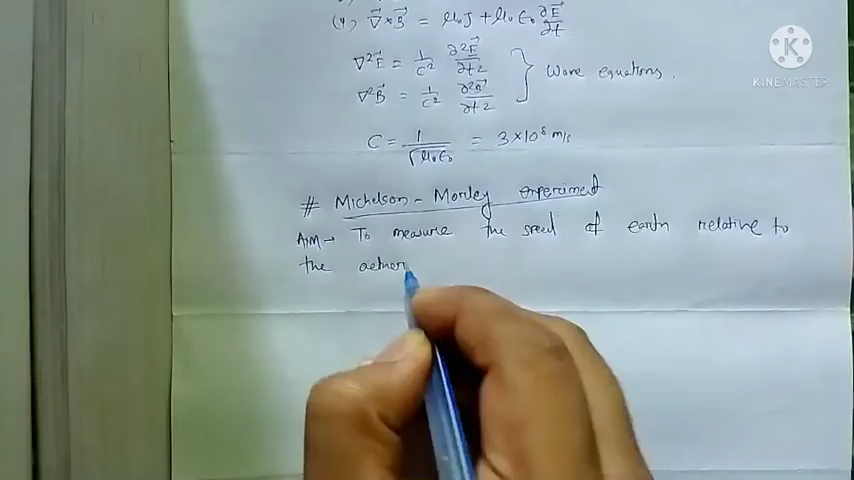 (4) ∇⃗×B⃗ = μ₀J + μ₀ε₀ ∂E⃗/∂t
∇²E⃗ = 1/c² ∂²E⃗/∂t²
∇²B⃗ = 1/c² ∂²B⃗/∂t²
} Wave equations.
C = 1/√μ₀ε₀ = 3×10⁸ m/s
# Michelson - Morley experiment
AIM→ To measure the speed of earth relative to
the aether
K
KINEMASTER